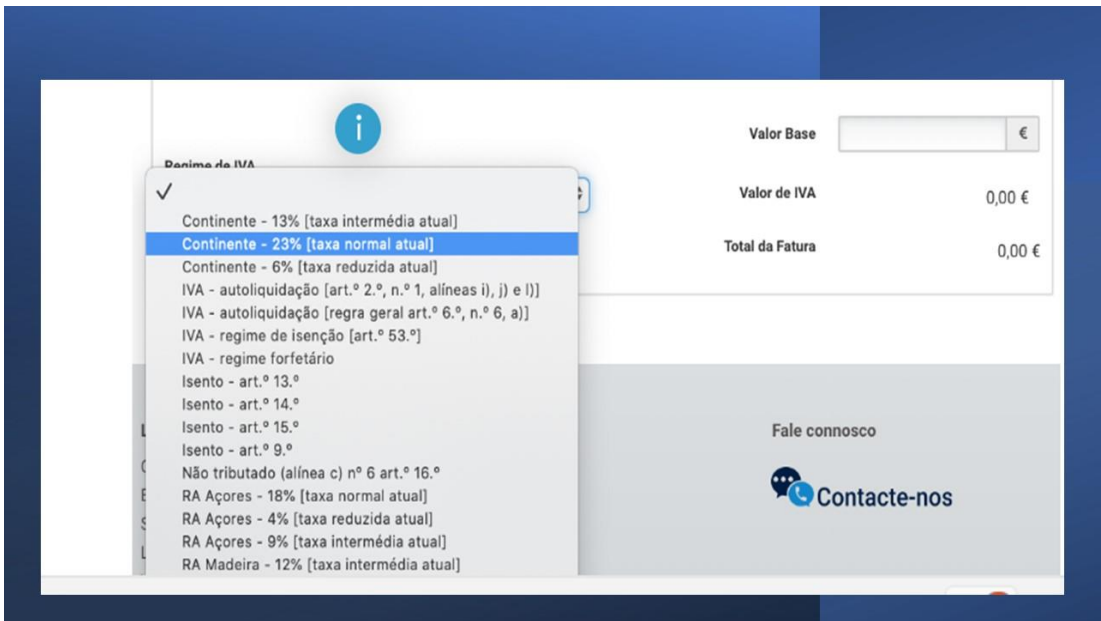 Valor Base
€
Regime de IVA
Valor de IVA
0,00 €
Total da Fatura
0,00 €
Continente - 13% [taxa intermédia atual]
Continente - 23% [taxa normal atual]
Continente - 6% [taxa reduzida atual]
IVA - autoliquidação [art.º 2.º, n.º 1, alíneas i), j) e l)]
IVA - autoliquidação [regra geral art.º 6.º, n.º 6, a)]
IVA - regime de isenção [art.º 53.º]
IVA - regime forfetário
Isento - art.º 13.º
Isento - art.º 14.º
Isento - art.º 15.º
Isento - art.º 9.º
Não tributado (alínea c) nº 6 art.º 16.º
RA Açores - 18% [taxa normal atual]
RA Açores - 4% [taxa reduzida atual]
RA Açores - 9% [taxa intermédia atual]
RA Madeira - 12% [taxa intermédia atual]
Fale connosco
Contacte-nos